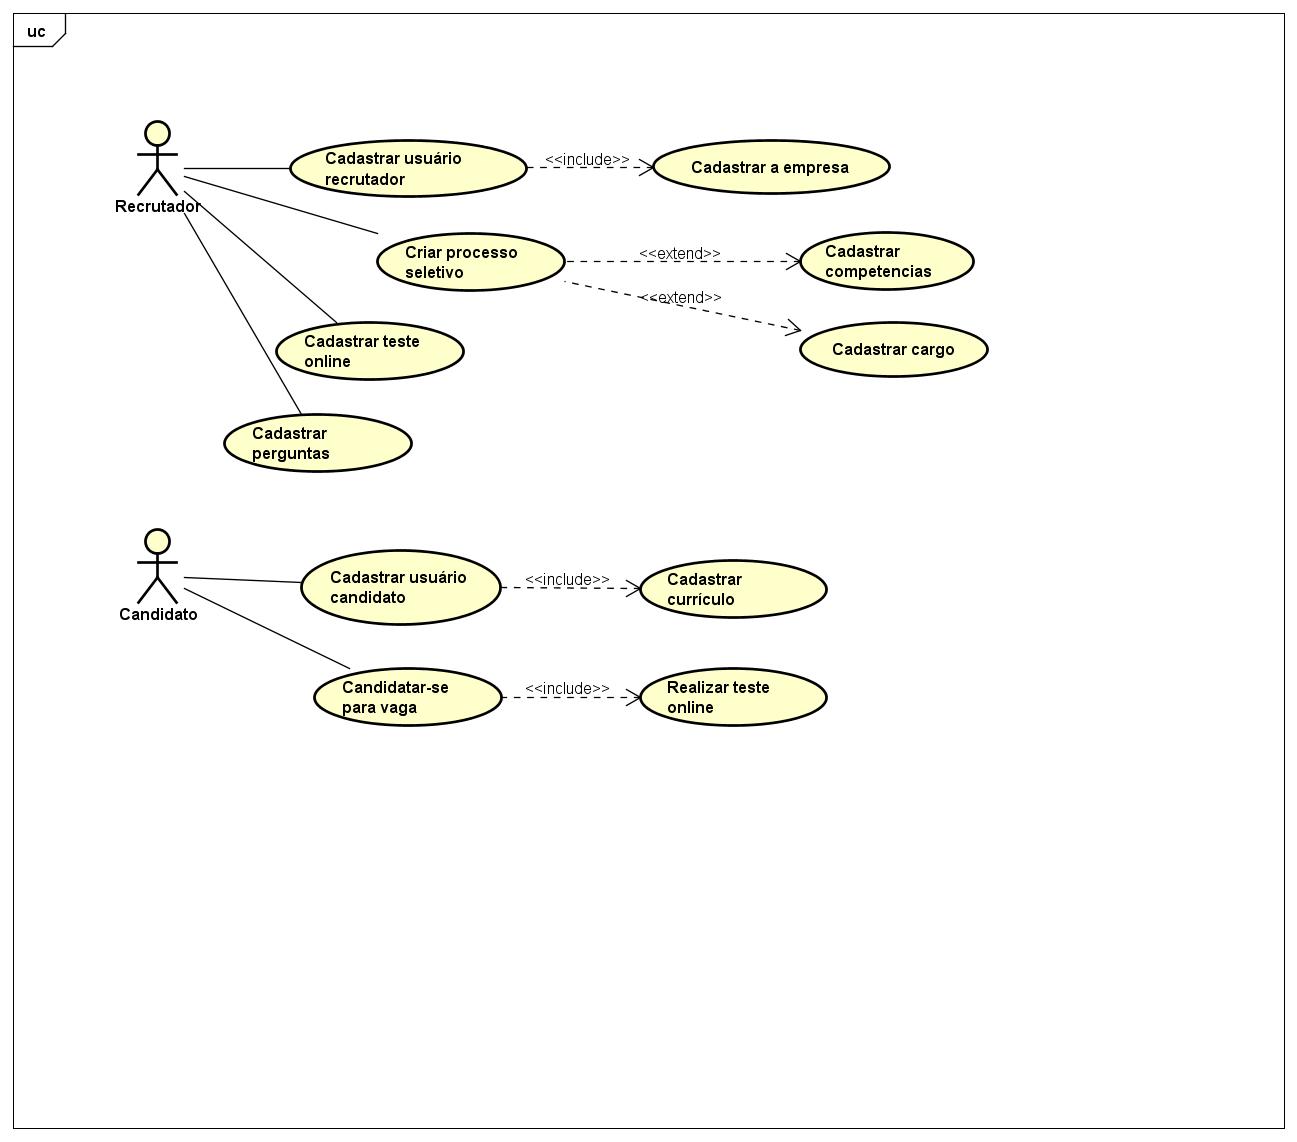 uc
Recrutador
Cadastrar usuário
recrutador
<<include>>
Cadastrar a empresa
Criar processo
seletivo
<<extend>>
Cadastrar
competencias
<<extend>>
Cadastrar cargo
Cadastrar teste
online
Cadastrar
perguntas
Candidato
Cadastrar usuário
candidato
<<include>>
Cadastrar
currículo
Candidatar-se
para vaga
<<include>>
Realizar teste
online